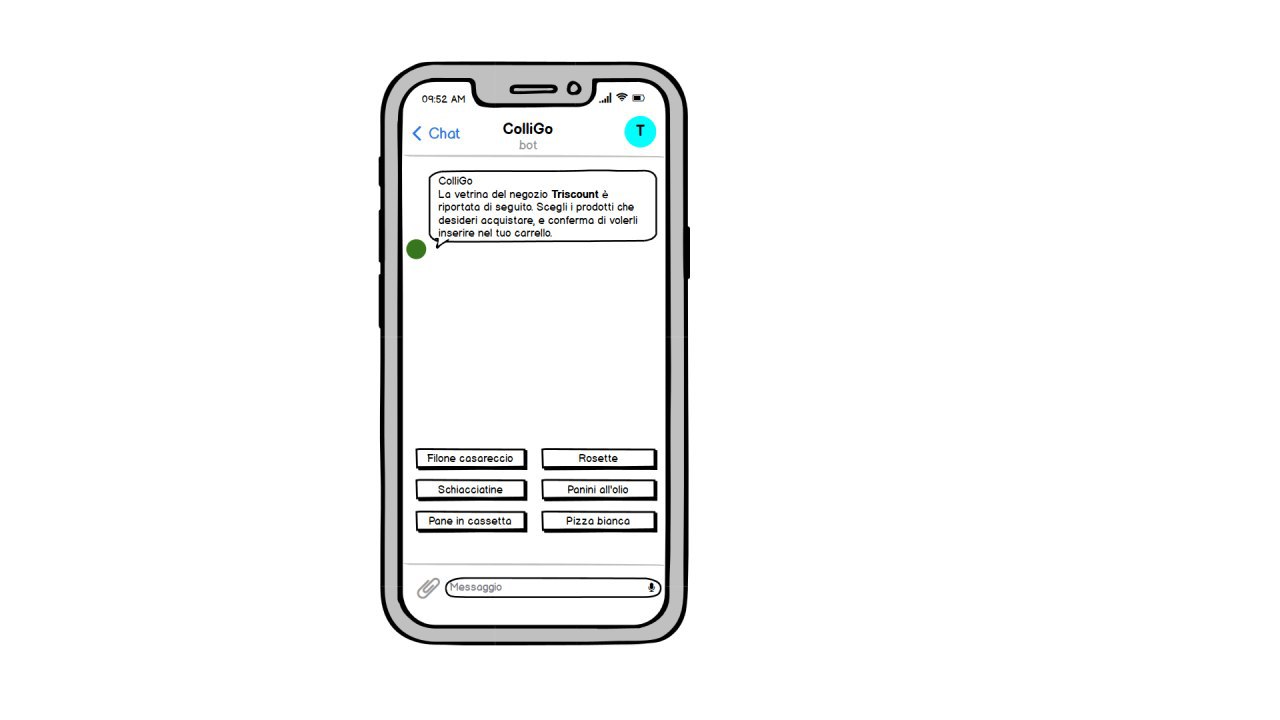 09:52 AM
Chat
ColliGo
bot
T
ColliGo
La vetrina del negozio Triscount è
riportata di seguito. Scegli i prodotti che
desideri acquistare, e conferma di volerli
inserire nel tuo carrello.
Filone casareccio
Rosette
Schiacciatine
Panini all'olio
Pane in cassetta
Pizza bianca
Messaggio